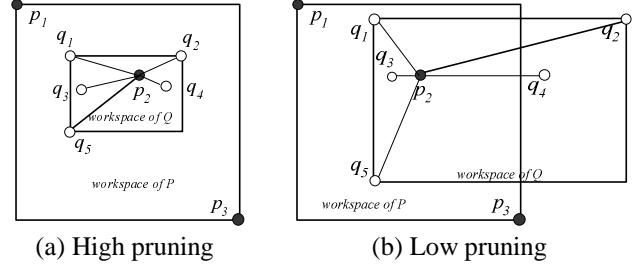 p1
q1
q2
q3
p2
q4
workspace of Q
q5
workspace of P
p3
(a) High pruning
p1
q1
q2
q3
p2
q4
q5
workspace of Q
workspace of P
p3
(b) Low pruning